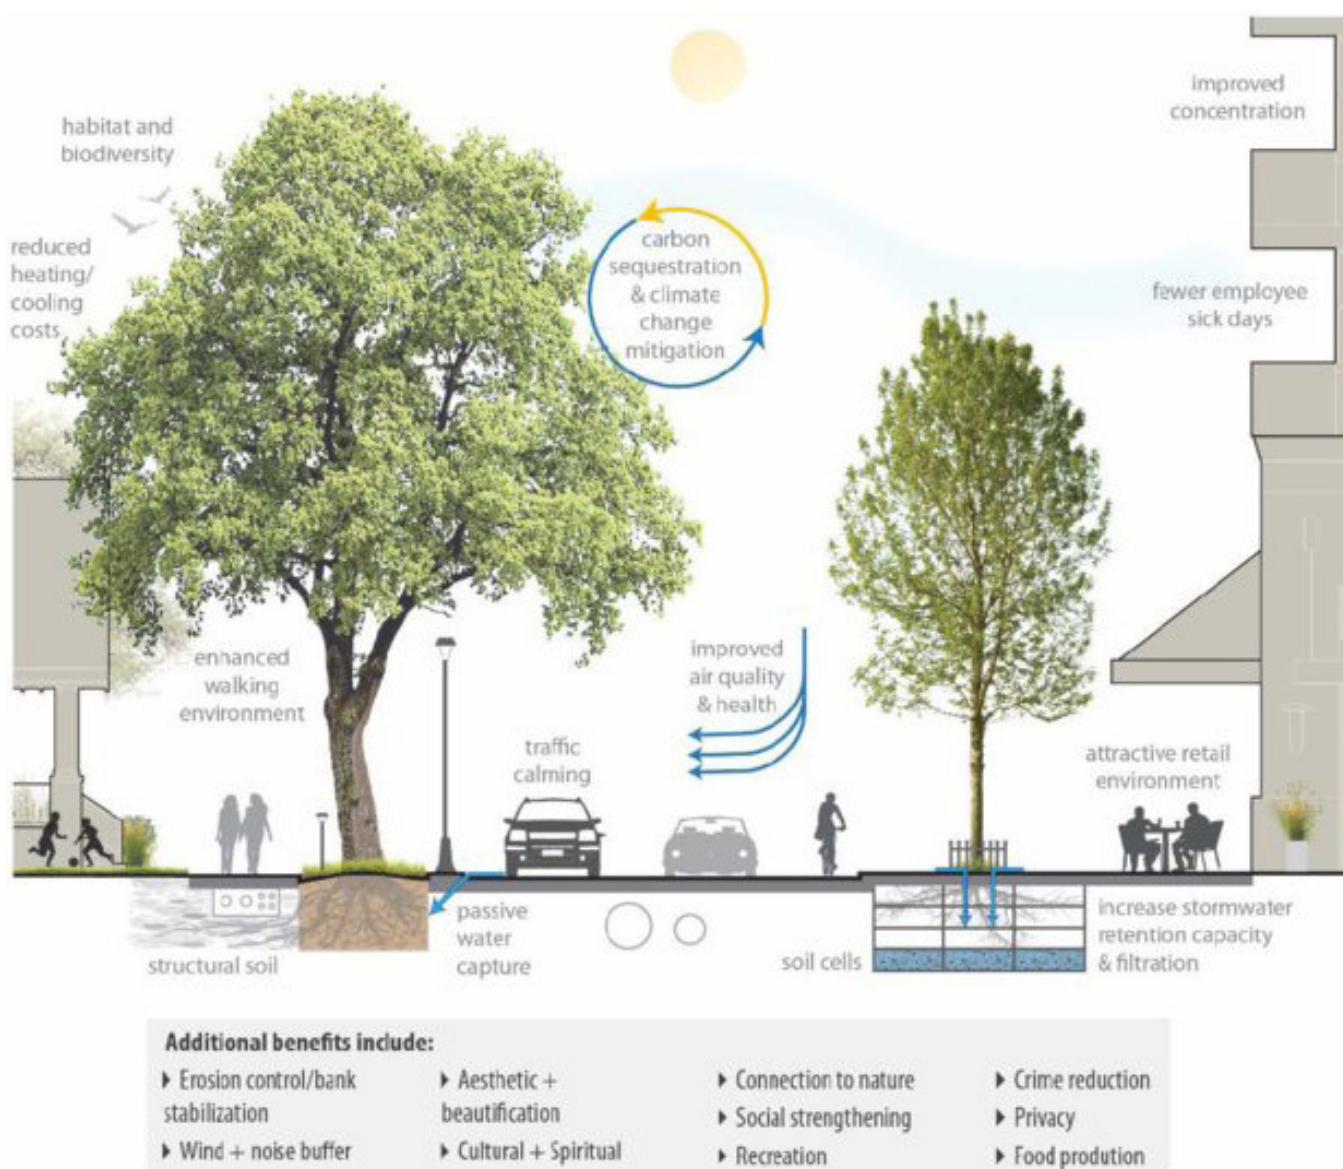 improved
concentration
habitat and
biodiversity
reduced
heating/
cooling
costs
carbon
sequestration
& climate
change
mitigation
fewer employee
sick days
enhanced
walking
environment
improved
air quality
& health
traffic
calming
attractive retail
environment
passive
water
capture
structural soil
soil cells
increase stormwater
retention capacity
& filtration
Additional benefits include:
Erosion control/bank
stabilization
Wind + noise buffer
Aesthetic +
beautification
Cultural + Spiritual
Connection to nature
Social strengthening
Recreation
Crime reduction
Privacy
Food prodution